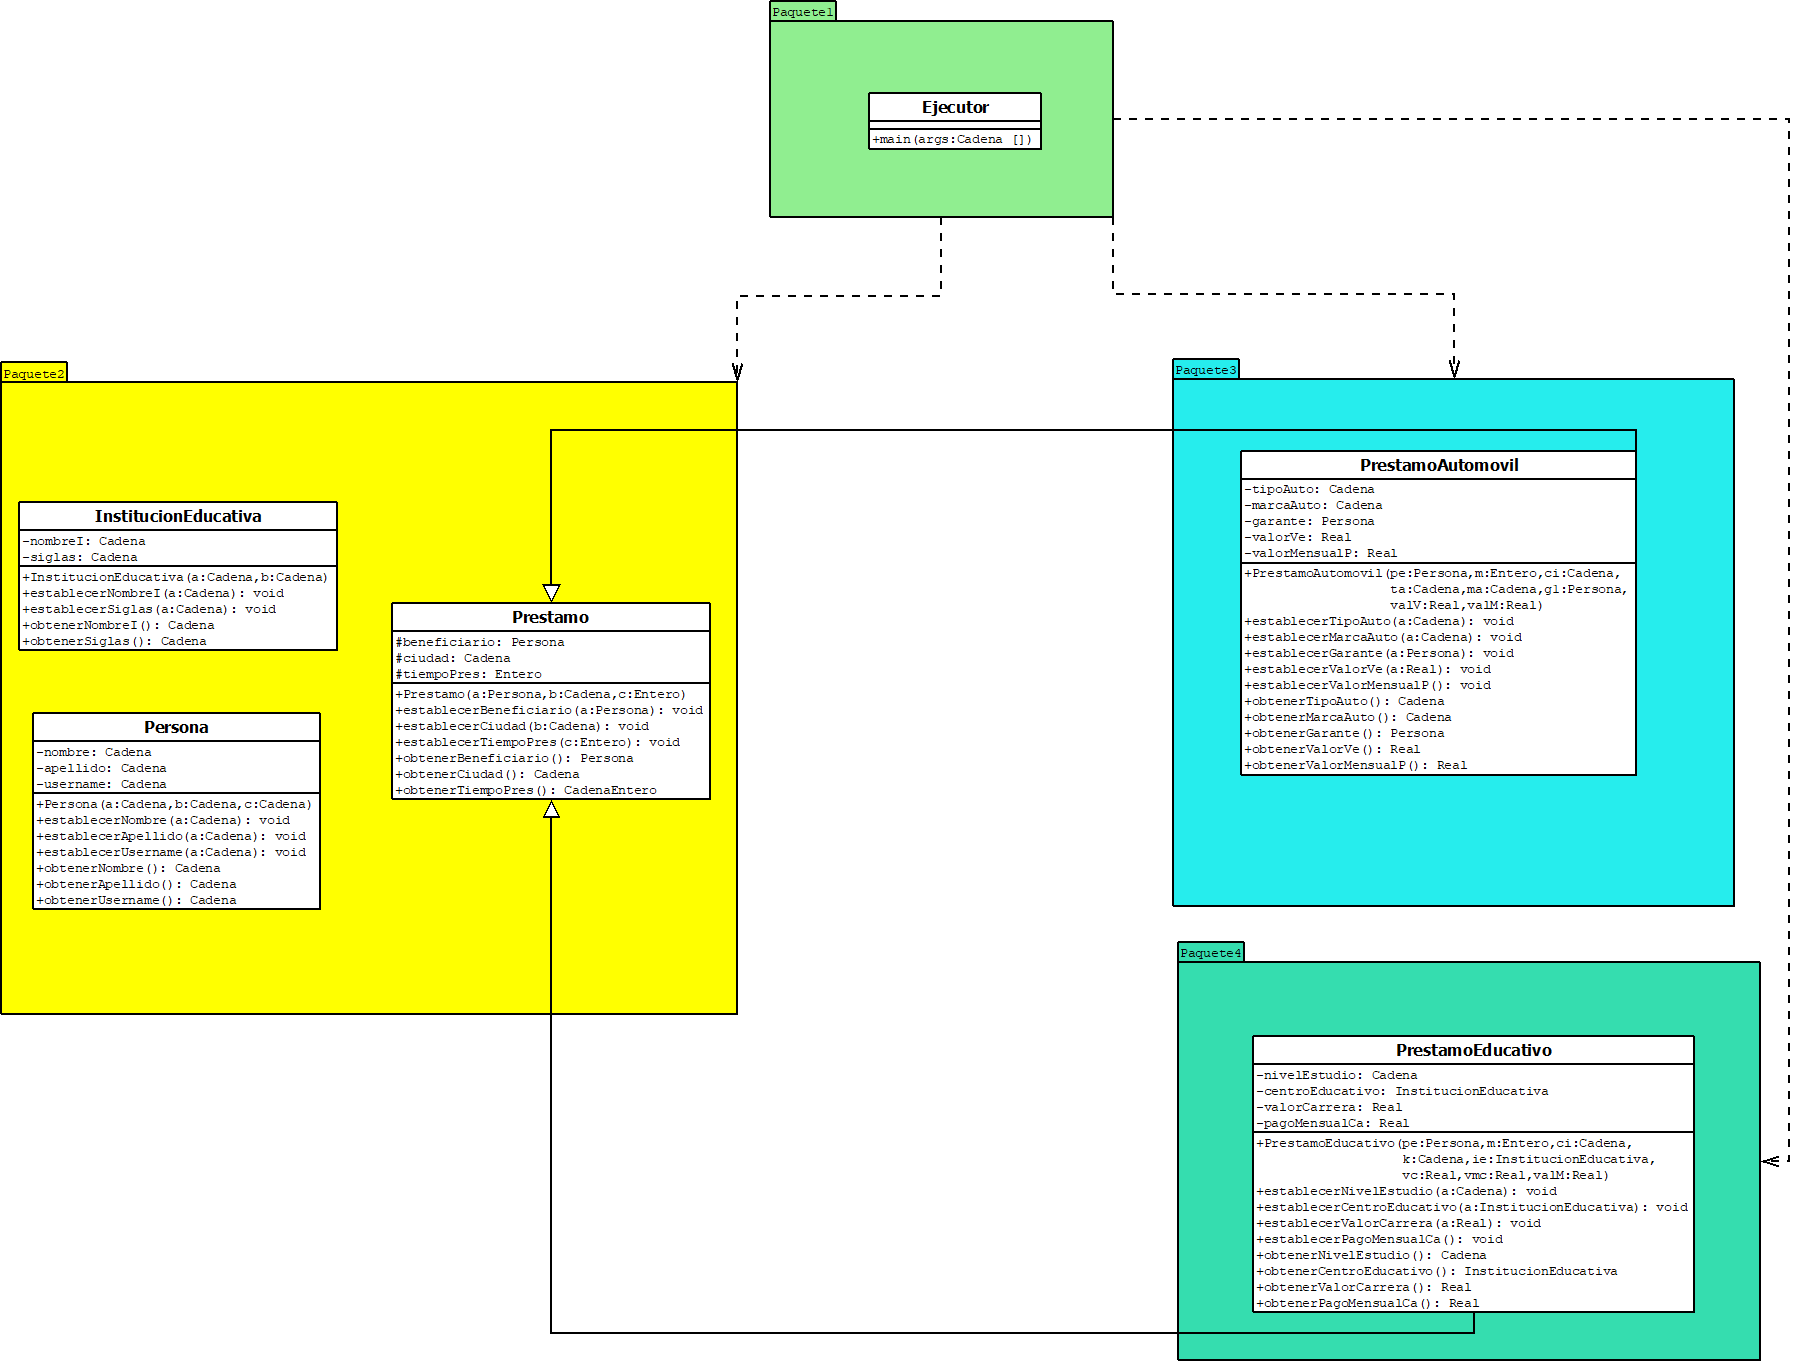 Paquete1
Ejecutor
+main(args:Cadena [])
Paquete2
InstitucionEducativa
-nombreI: Cadena
-siglas: Cadena
+InstitucionEducativa(a:Cadena,b:Cadena)
+establecerNombreI(a:Cadena): void
+establecerSiglas(a:Cadena): void
+obtenerNombreI(): Cadena
+obtenerSiglas(): Cadena
Persona
-nombre: Cadena
-apellido: Cadena
-username: Cadena
+Persona(a:Cadena,b:Cadena,c:Cadena)
+establecerNombre(a:Cadena): void
+establecerApellido(a:Cadena): void
+establecerUsername(a:Cadena): void
+obtenerNombre(): Cadena
+obtenerApellido(): Cadena
+obtenerUsername(): Cadena
Prestamo
#beneficiario: Persona
#ciudad: Cadena
#tiempoPres: Entero
+Prestamo(a:Persona,b:Cadena,c:Entero)
+establecerBeneficiario(a:Persona): void
+establecerCiudad(b:Cadena): void
+establecerTiempoPres(c:Entero): void
+obtenerBeneficiario(): Persona
+obtenerCiudad(): Cadena
+obtenerTiempoPres(): CadenaEntero
Paquete3
PrestamoAutomovil
-tipoAuto: Cadena
-marcaAuto: Cadena
-garante: Persona
-valorVe: Real
-valorMensualP: Real
+PrestamoAutomovil(pe:Persona,m:Entero,ci:Cadena,
ta:Cadena,ma:Cadena,gl:Persona,
valV:Real,valM:Real)
+establecerTipoAuto(a:Cadena): void
+establecerMarcaAuto(a:Cadena): void
+establecerGarante(a:Persona): void
+establecerValorVe(a:Real): void
+establecerValorMensualP(): void
+obtenerTipoAuto(): Cadena
+obtenerMarcaAuto(): Cadena
+obtenerGarante(): Persona
+obtenerValorVe(): Real
+obtenerValorMensualP(): Real
Paquete4
PrestamoEducativo
-nivelEstudio: Cadena
-centroEducativo: InstitucionEducativa
-valorCarrera: Real
-pagoMensualCa: Real
+PrestamoEducativo(pe:Persona,m:Entero,ci:Cadena,
k:Cadena,ie:InstitucionEducativa,
vc:Real,vmc:Real,valM:Real)
+establecerNivelEstudio(a:Cadena): void
+establecerCentroEducativo(a:InstitucionEducativa): void
+establecerValorCarrera(a:Real): void
+establecerPagoMensualCa(): void
+obtenerNivelEstudio(): Cadena
+obtenerCentroEducativo(): InstitucionEducativa
+obtenerValorCarrera(): Real
+obtenerPagoMensualCa(): Real